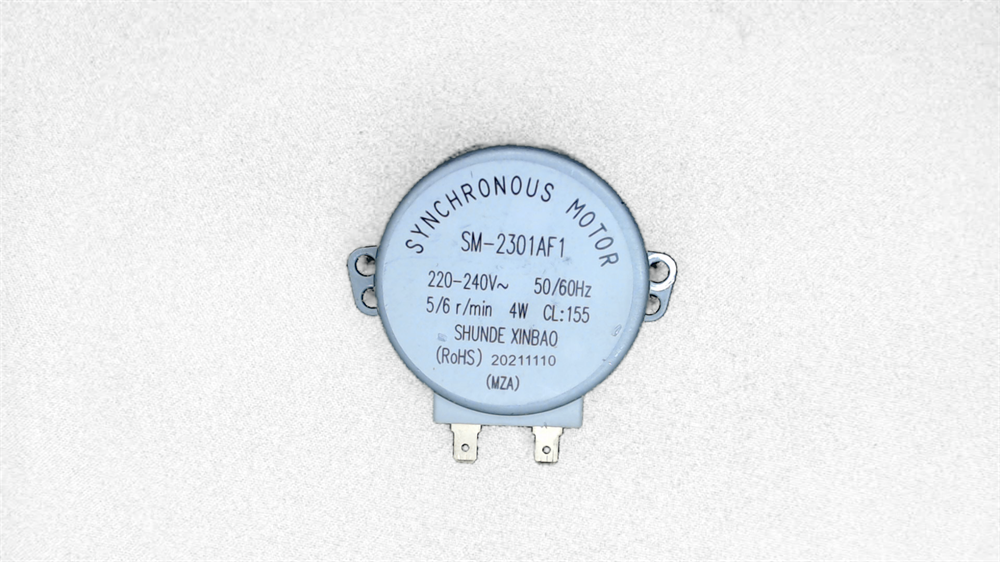 SYNCHRONOUS MOTOR
SM-2301AF1
220-240V~ 50/60Hz
5/6 r/min 4W CL:155
SHUNDE XINBAO
(RoHS) 20211110
(MZA)